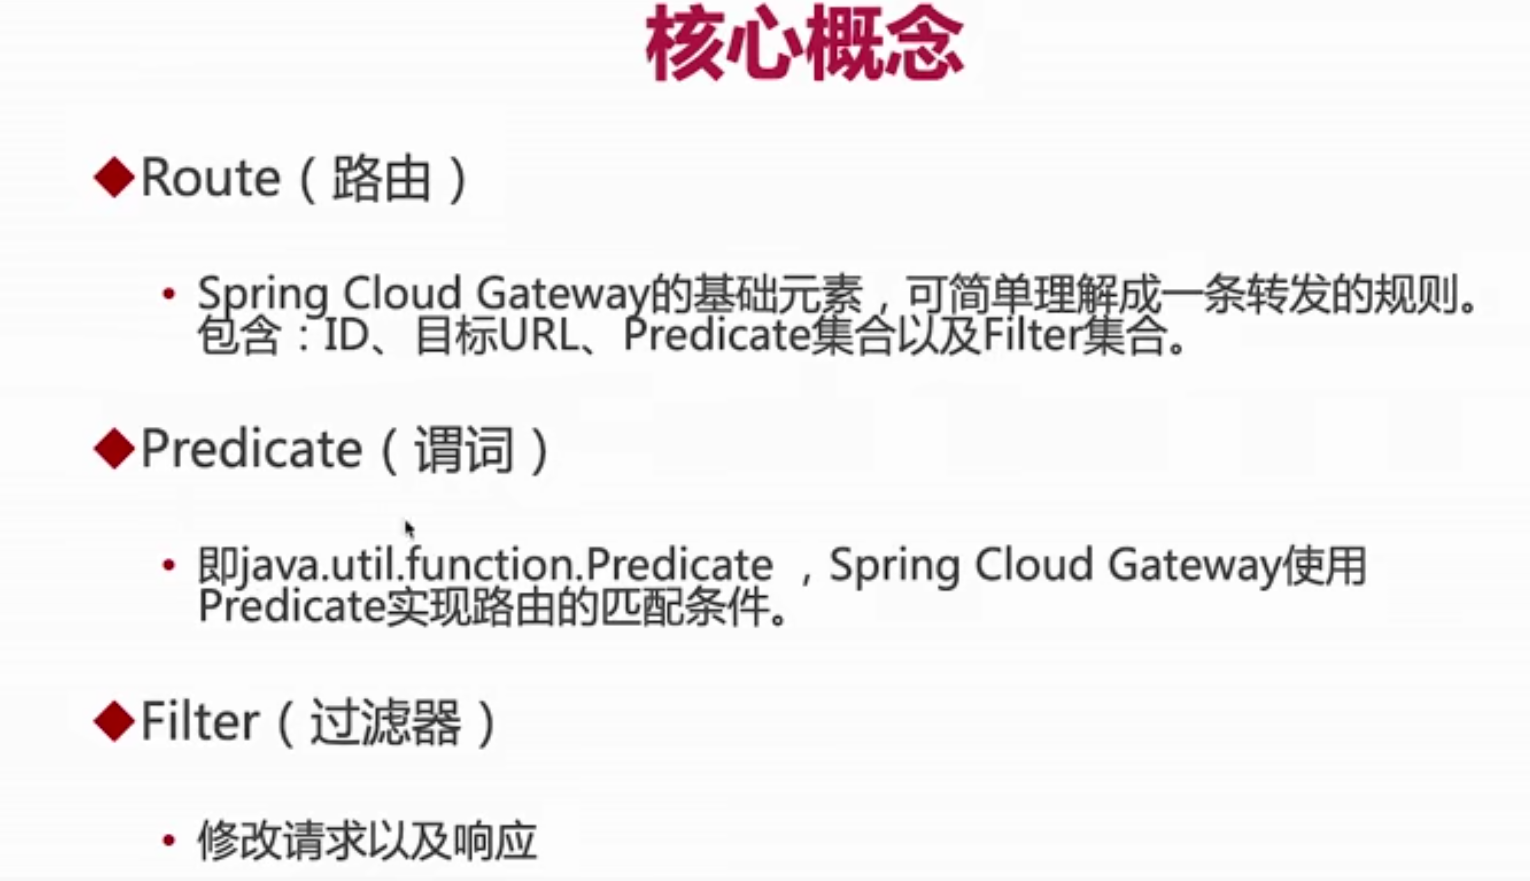 核心概念
◆Route（路由）
• Spring Cloud Gateway的基础元素，可简单理解成一条转发的规则。
包含：ID、目标URL、Predicate集合以及Filter集合。
◆Predicate（谓词）
• 即java.util.function.Predicate ，Spring Cloud Gateway使用
Predicate实现路由的匹配条件。
◆Filter（过滤器）
• 修改请求以及响应